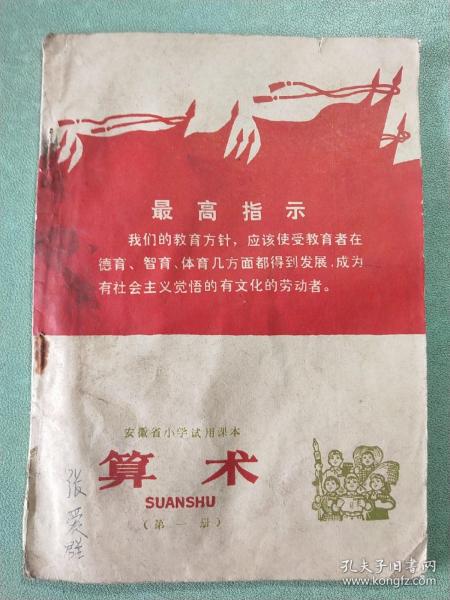 最高指示
我们的教育方针，应该使受教育者在
德育、智育、体育几方面都得到发展，成为
有社会主义觉悟的有文化的劳动者。
安徽省小学试用课本
算术
SUANSHU
（第一册）
张爱群
孔夫子旧书网
www.kongfz.com